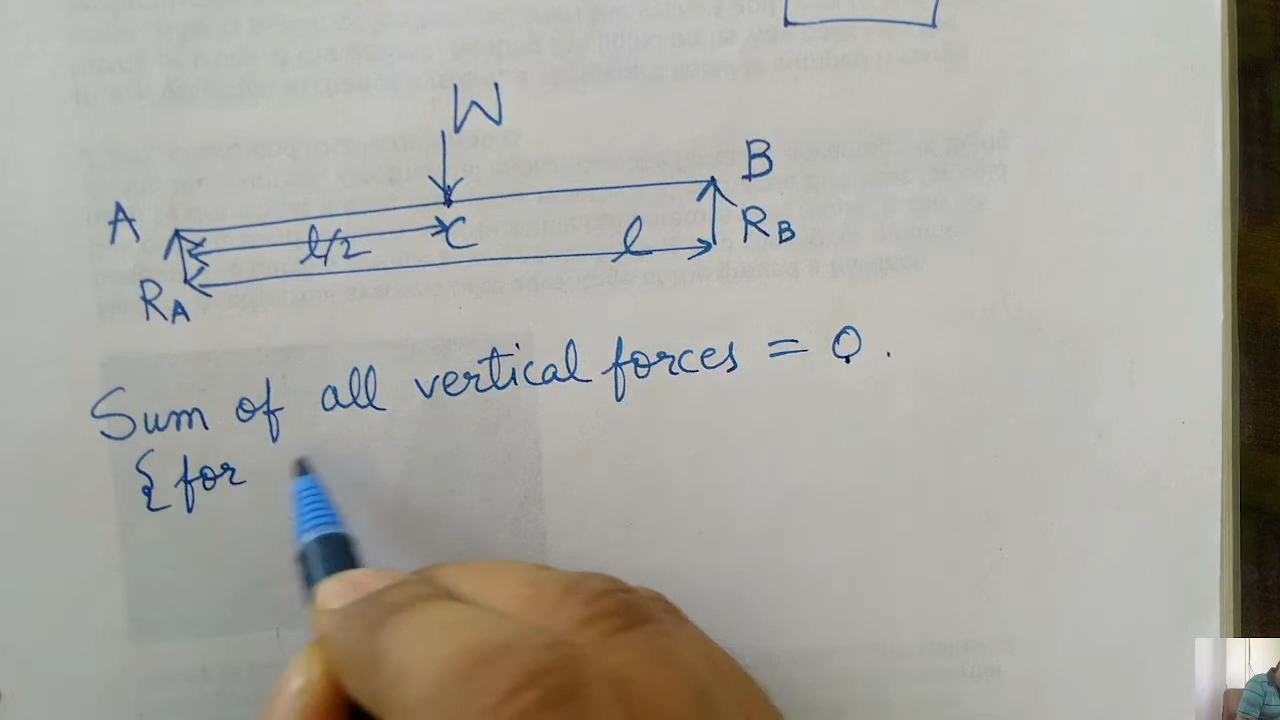 W
B
A
C
l/2
l
R_B
R_A
Sum of all vertical forces = 0.
{ for